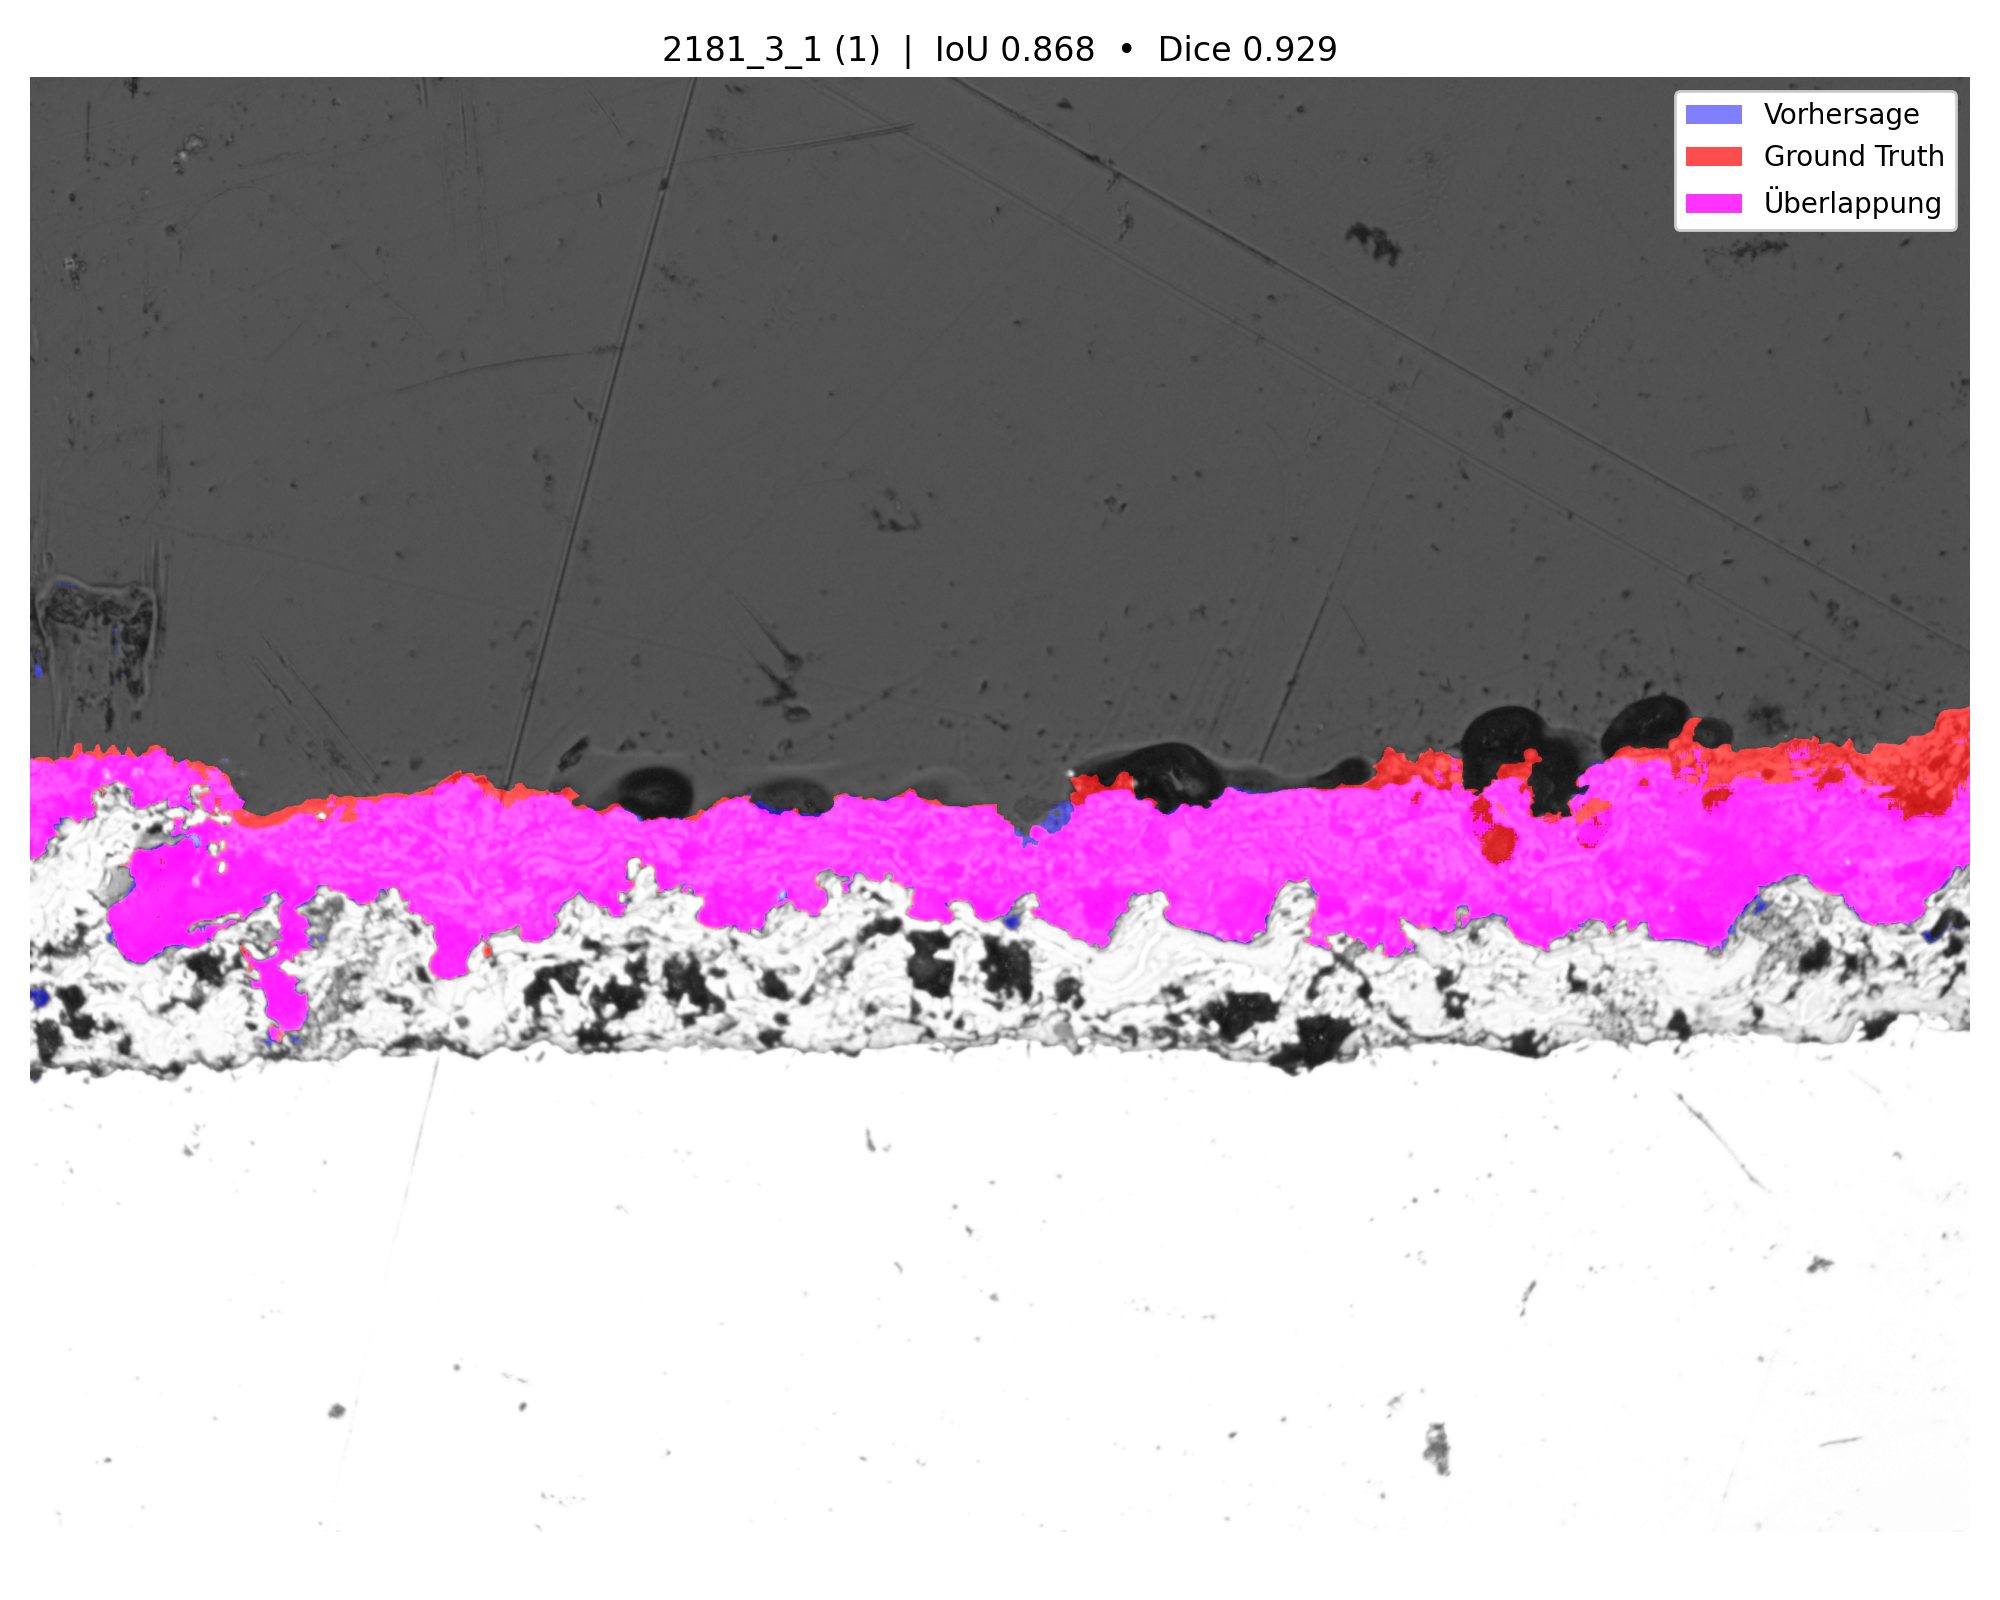 2181_3_1 (1) | IoU 0.868 • Dice 0.929
Vorhersage
Ground Truth
Überlappung